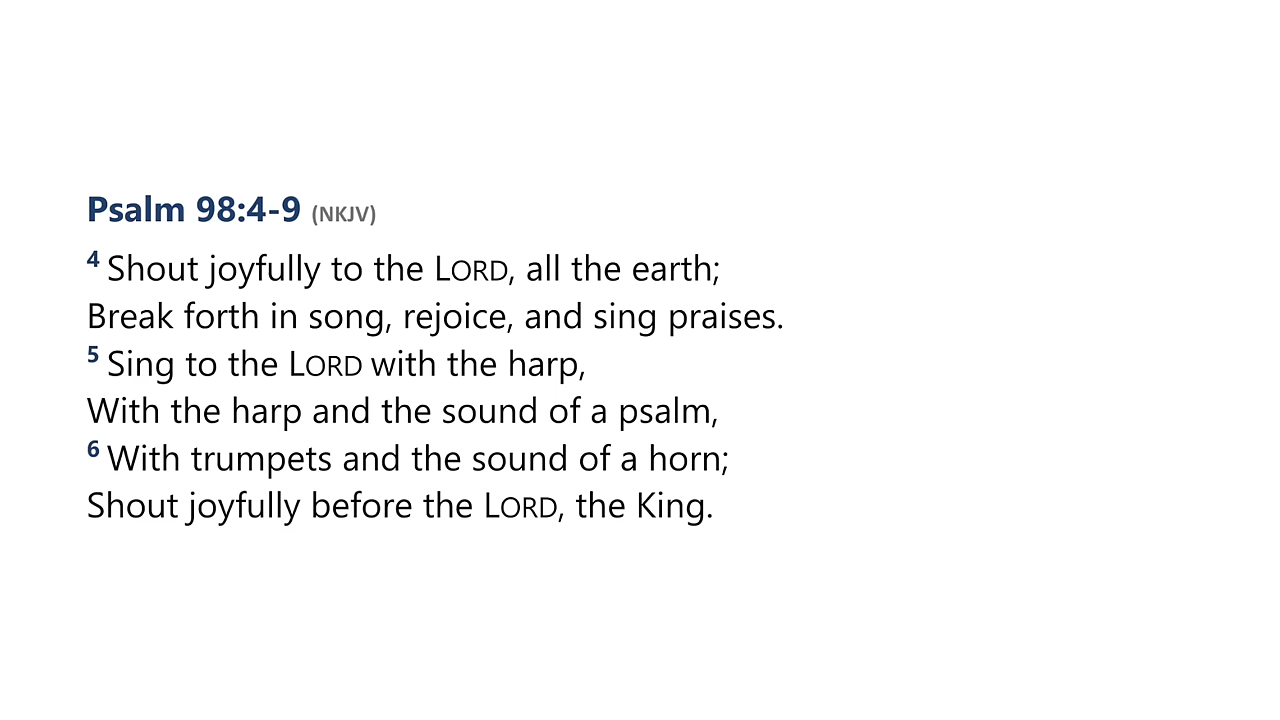 Psalm 98:4-9 (NKJV)
4 Shout joyfully to the LORD, all the earth;
Break forth in song, rejoice, and sing praises.
5 Sing to the LORD with the harp,
With the harp and the sound of a psalm,
6 With trumpets and the sound of a horn;
Shout joyfully before the LORD, the King.